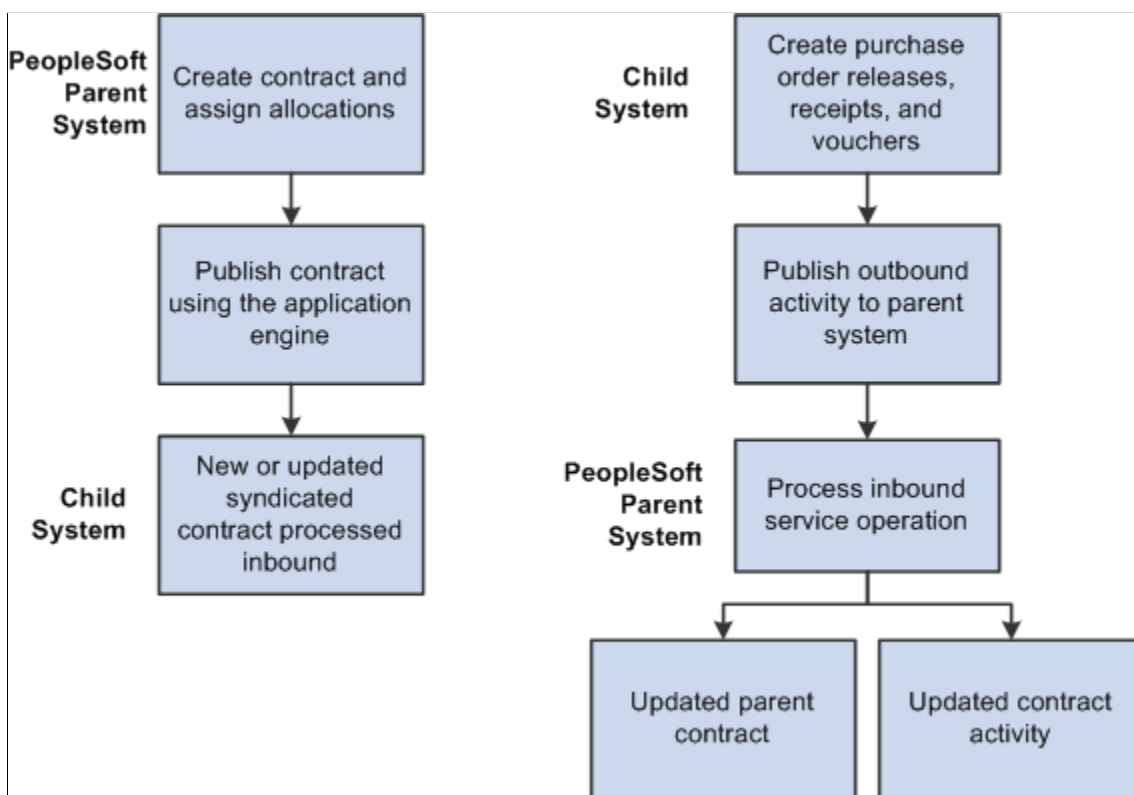 PeopleSoft
Parent
System
Create contract and
assign allocations
Publish contract
using the application
engine
Child
System
New or updated
syndicated
contract processed
inbound
Child
System
Create purchase
order releases,
receipts, and
vouchers
Publish outbound
activity to parent
system
PeopleSoft
Parent
System
Process inbound
service operation
Updated parent
contract
Updated contract
activity